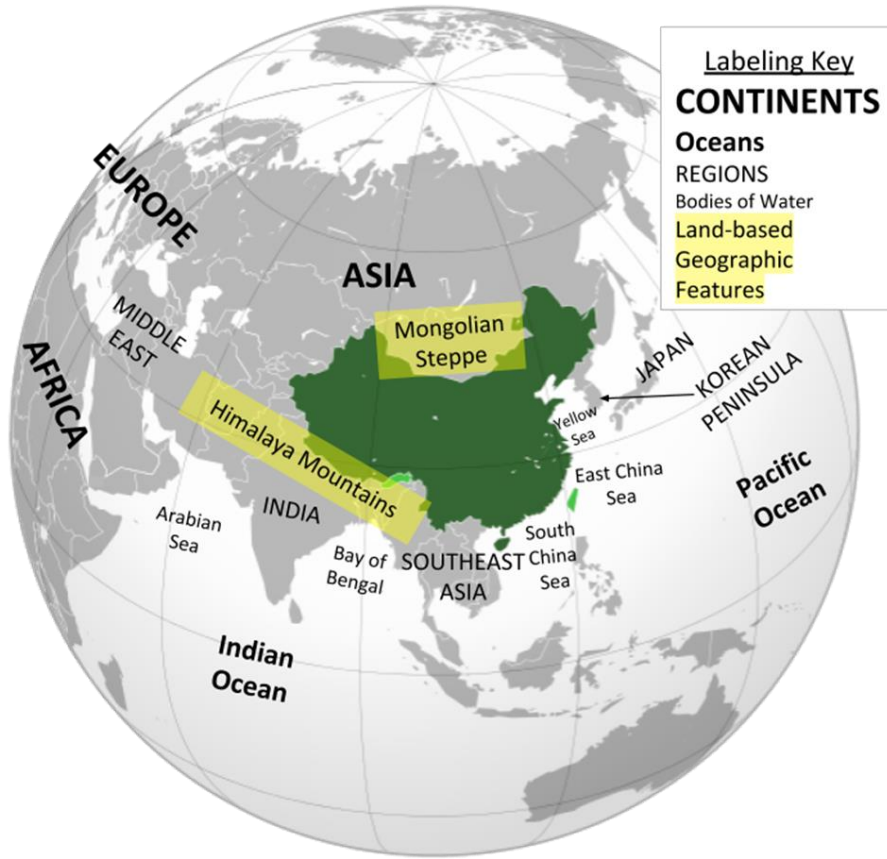 Labeling Key
CONTINENTS
Oceans
REGIONS
Bodies of Water
Land-based
Geographic
Features
EUROPE
ASIA
MIDDLE
EAST
AFRICA
Mongolian
Steppe
JAPAN
KOREAN
PENINSULA
Himalaya Mountains
Yellow
Sea
East China
Sea
Pacific
Ocean
INDIA
Arabian
Sea
Bay of
Bengal
SOUTHEAST
ASIA
South
China
Sea
Indian
Ocean